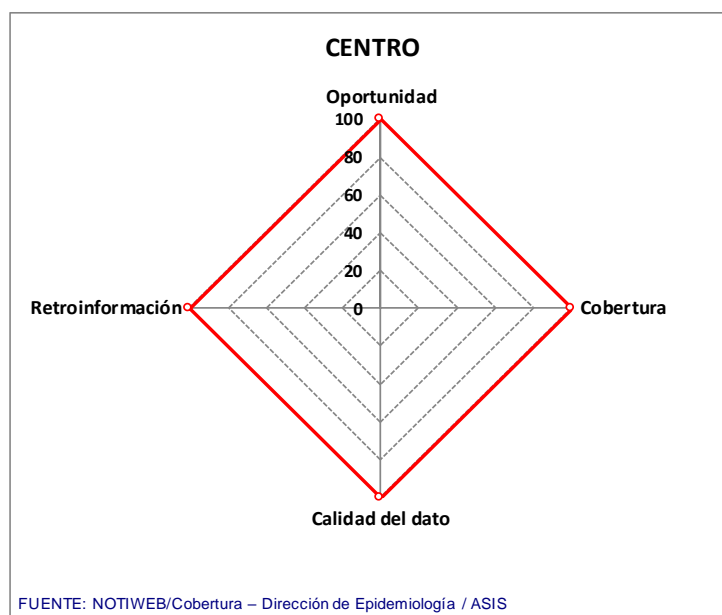 CENTRO
Oportunidad
100
80
60
40
20
0
Retroinformación
Cobertura
Calidad del dato
FUENTE: NOTIWEB/Cobertura – Dirección de Epidemiología / ASIS